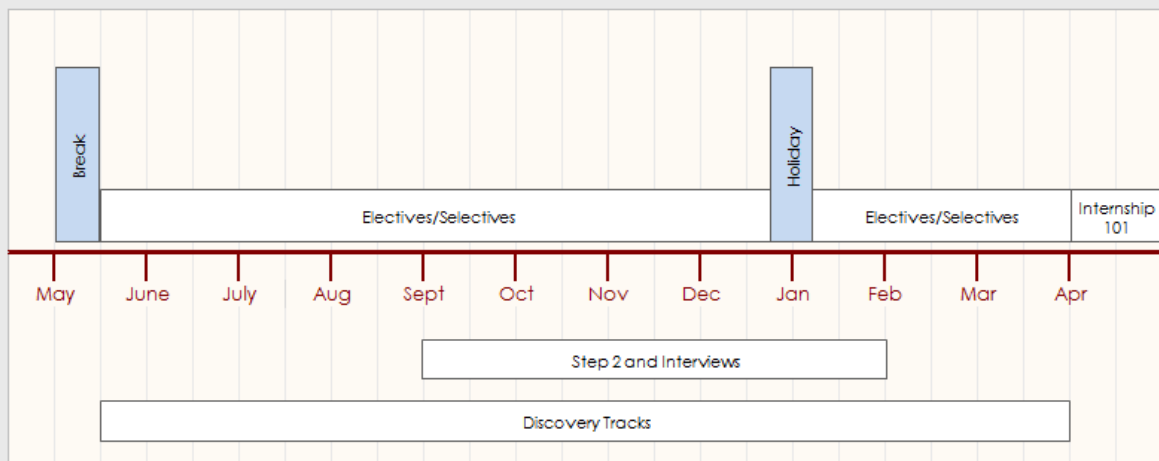 Break
Holiday
Electives/Selectives
Electives/Selectives
Internship
101
May June July Aug Sept Oct Nov Dec Jan Feb Mar Apr
Step 2 and Interviews
Discovery Tracks